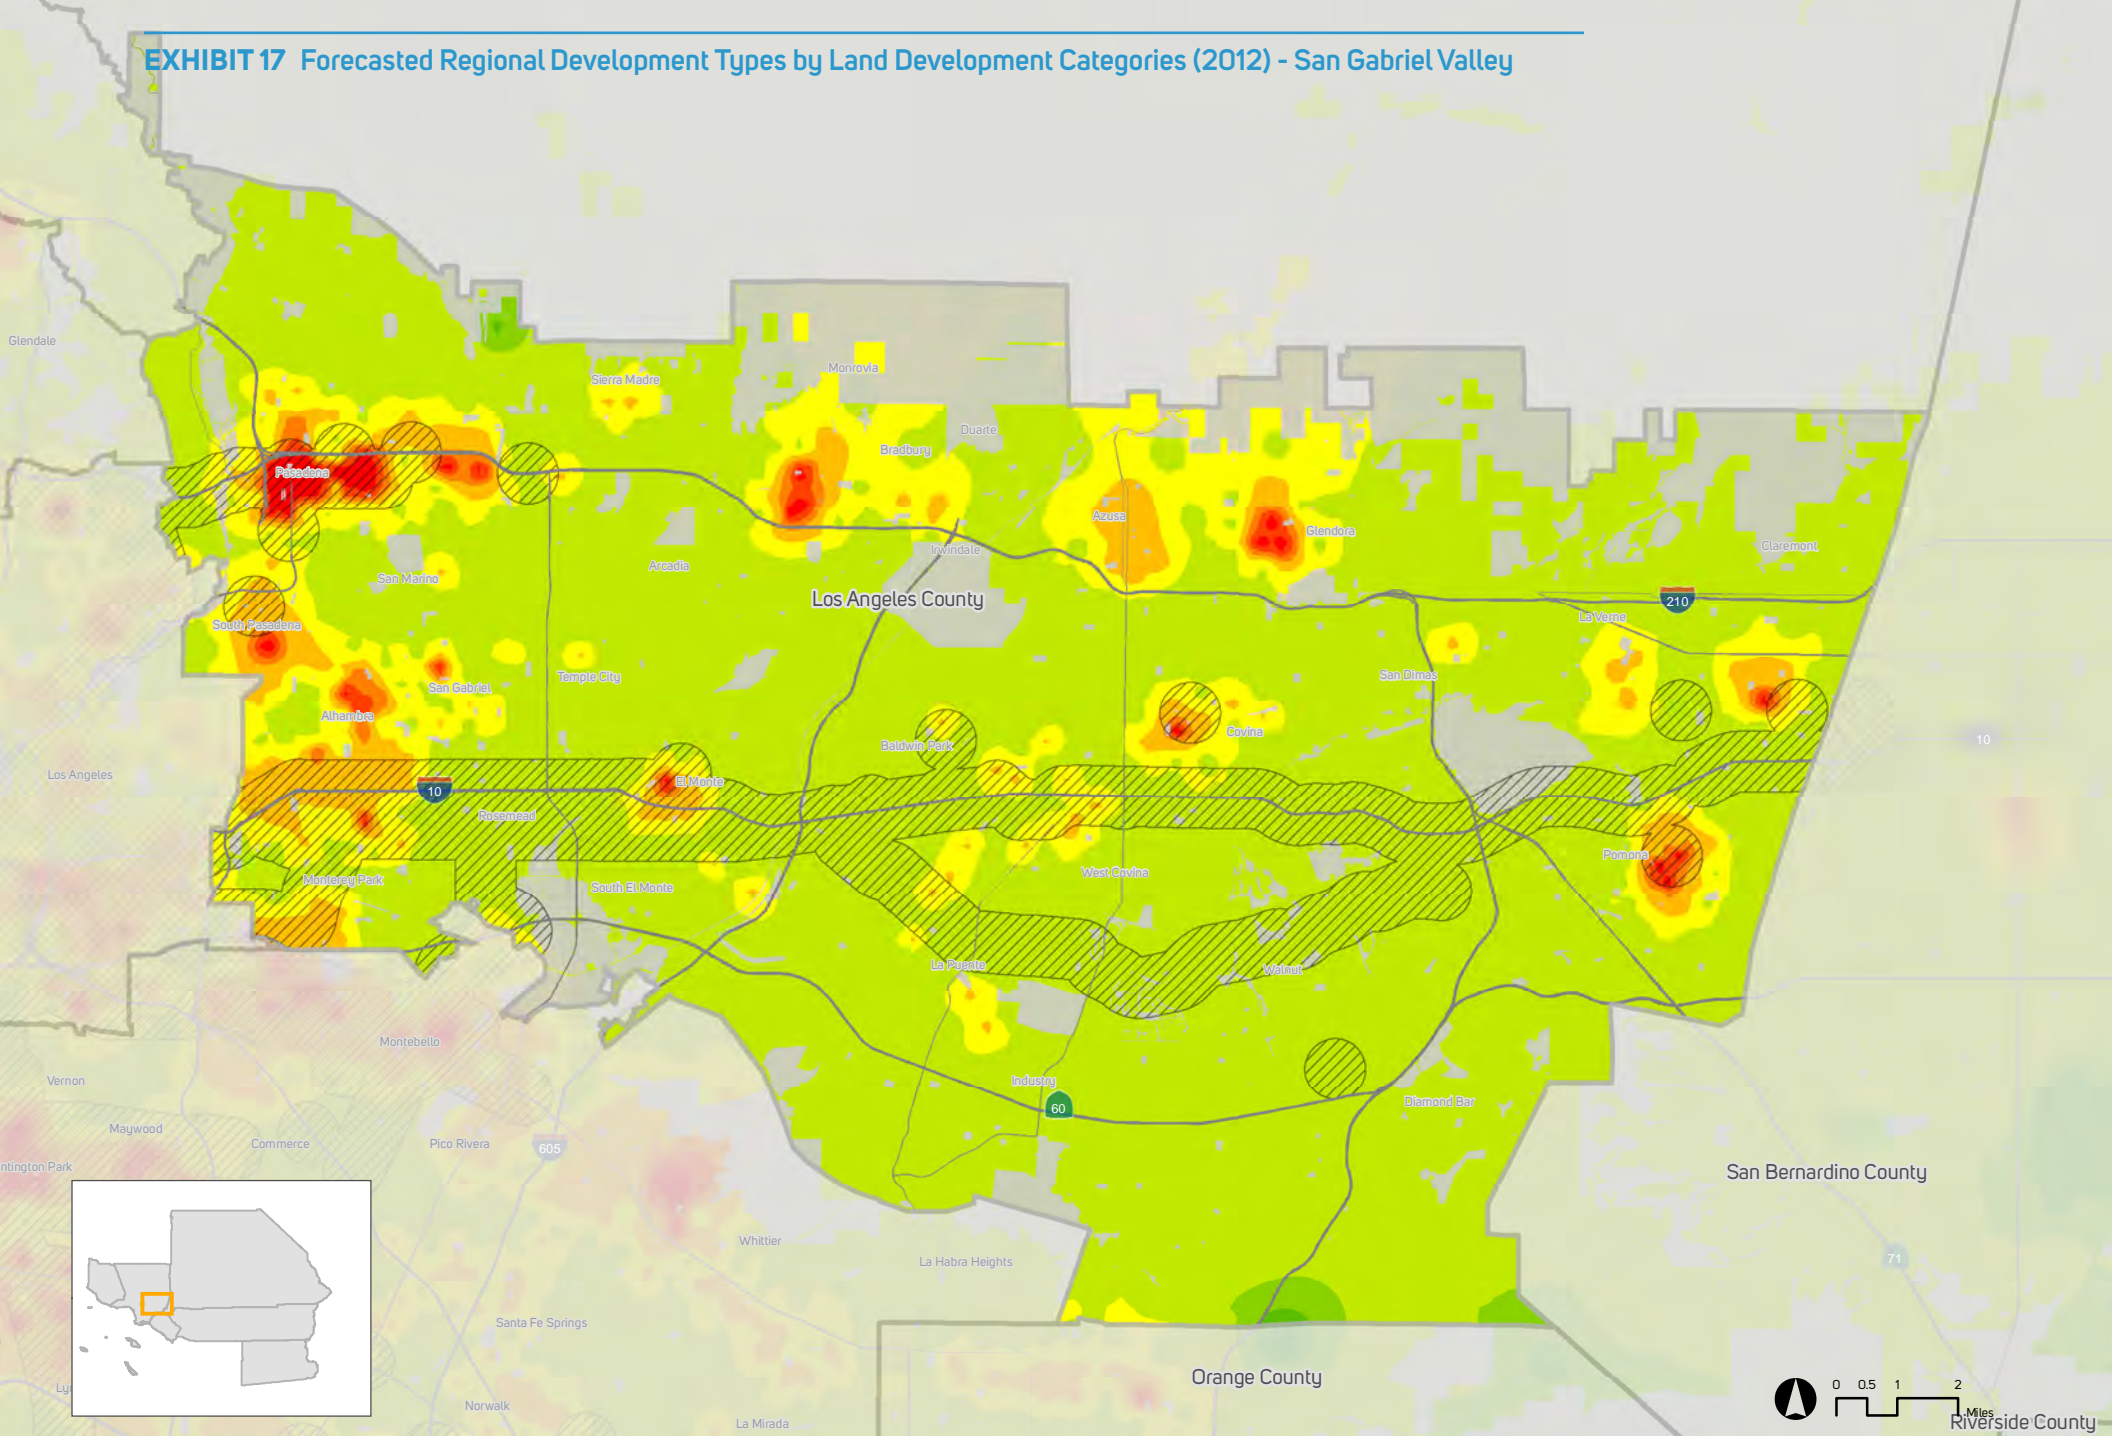 EXHIBIT 17 Forecasted Regional Development Types by Land Development Categories (2012) - San Gabriel Valley
Glendale
Sierra Madre
Monrovia
Duarte
Bradbury
Pasadena
Azusa
Glendora
Irwindale
Claremont
Arcadia
San Marino
Los Angeles County
210
La Verne
South Pasadena
Temple City
San Dimas
San Gabriel
Alhambra
Covina
Baldwin Park
10
Los Angeles
El Monte
10
Rosemead
Pomona
West Covina
Monterey Park
South El Monte
La Puente
Walnut
Montebello
Vernon
Industry
60
Diamond Bar
Maywood
Commerce
Pico Rivera
605
ntington Park
San Bernardino County
Whittier
La Habra Heights
71
Santa Fe Springs
Orange County
0 0.5 1 2
Miles
Ly
Norwalk
La Mirada
Riverside County